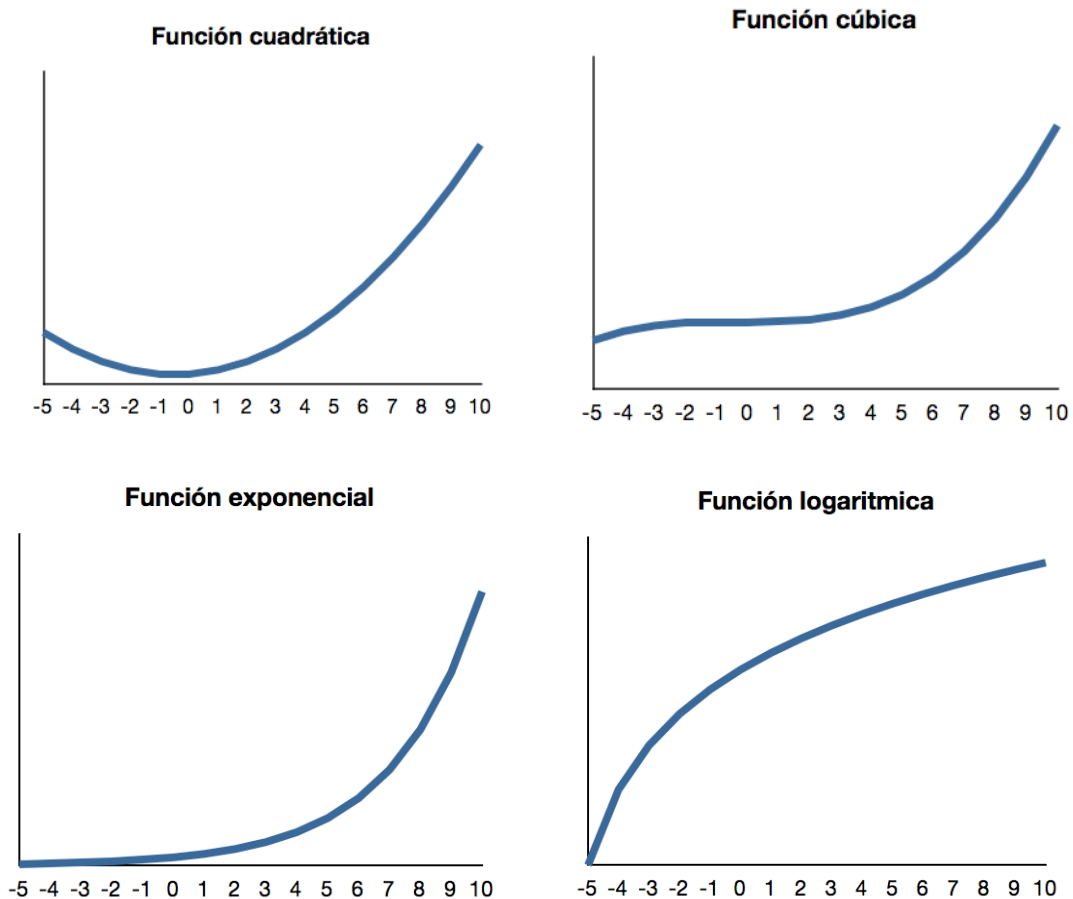 Función cuadrática
-5 -4 -3 -2 -1 0 1 2 3 4 5 6 7 8 9 10
Función cúbica
-5 -4 -3 -2 -1 0 1 2 3 4 5 6 7 8 9 10
Función exponencial
-5 -4 -3 -2 -1 0 1 2 3 4 5 6 7 8 9 10
Función logaritmica
-5 -4 -3 -2 -1 0 1 2 3 4 5 6 7 8 9 10